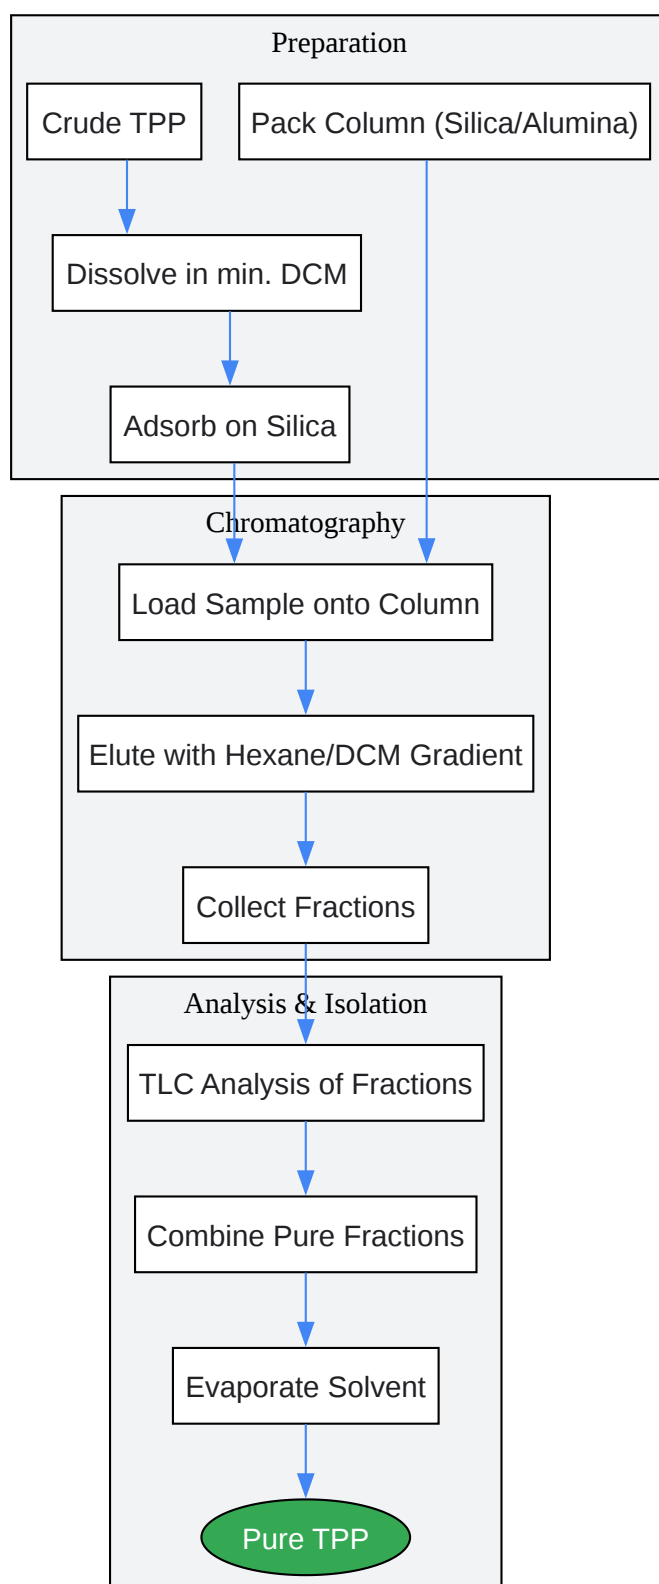 Preparation
Crude TPP
Pack Column (Silica/Alumina)
Dissolve in min. DCM
Adsorb on Silica
Chromatography
Load Sample onto Column
Elute with Hexane/DCM Gradient
Collect Fractions
Analysis & Isolation
TLC Analysis of Fractions
Combine Pure Fractions
Evaporate Solvent
Pure TPP